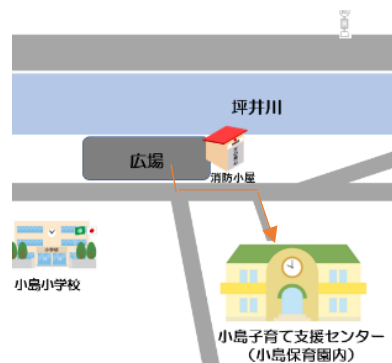 坪井川
広場
消防小屋
小島小学校
小島子育て支援センター
（小島保育園内）